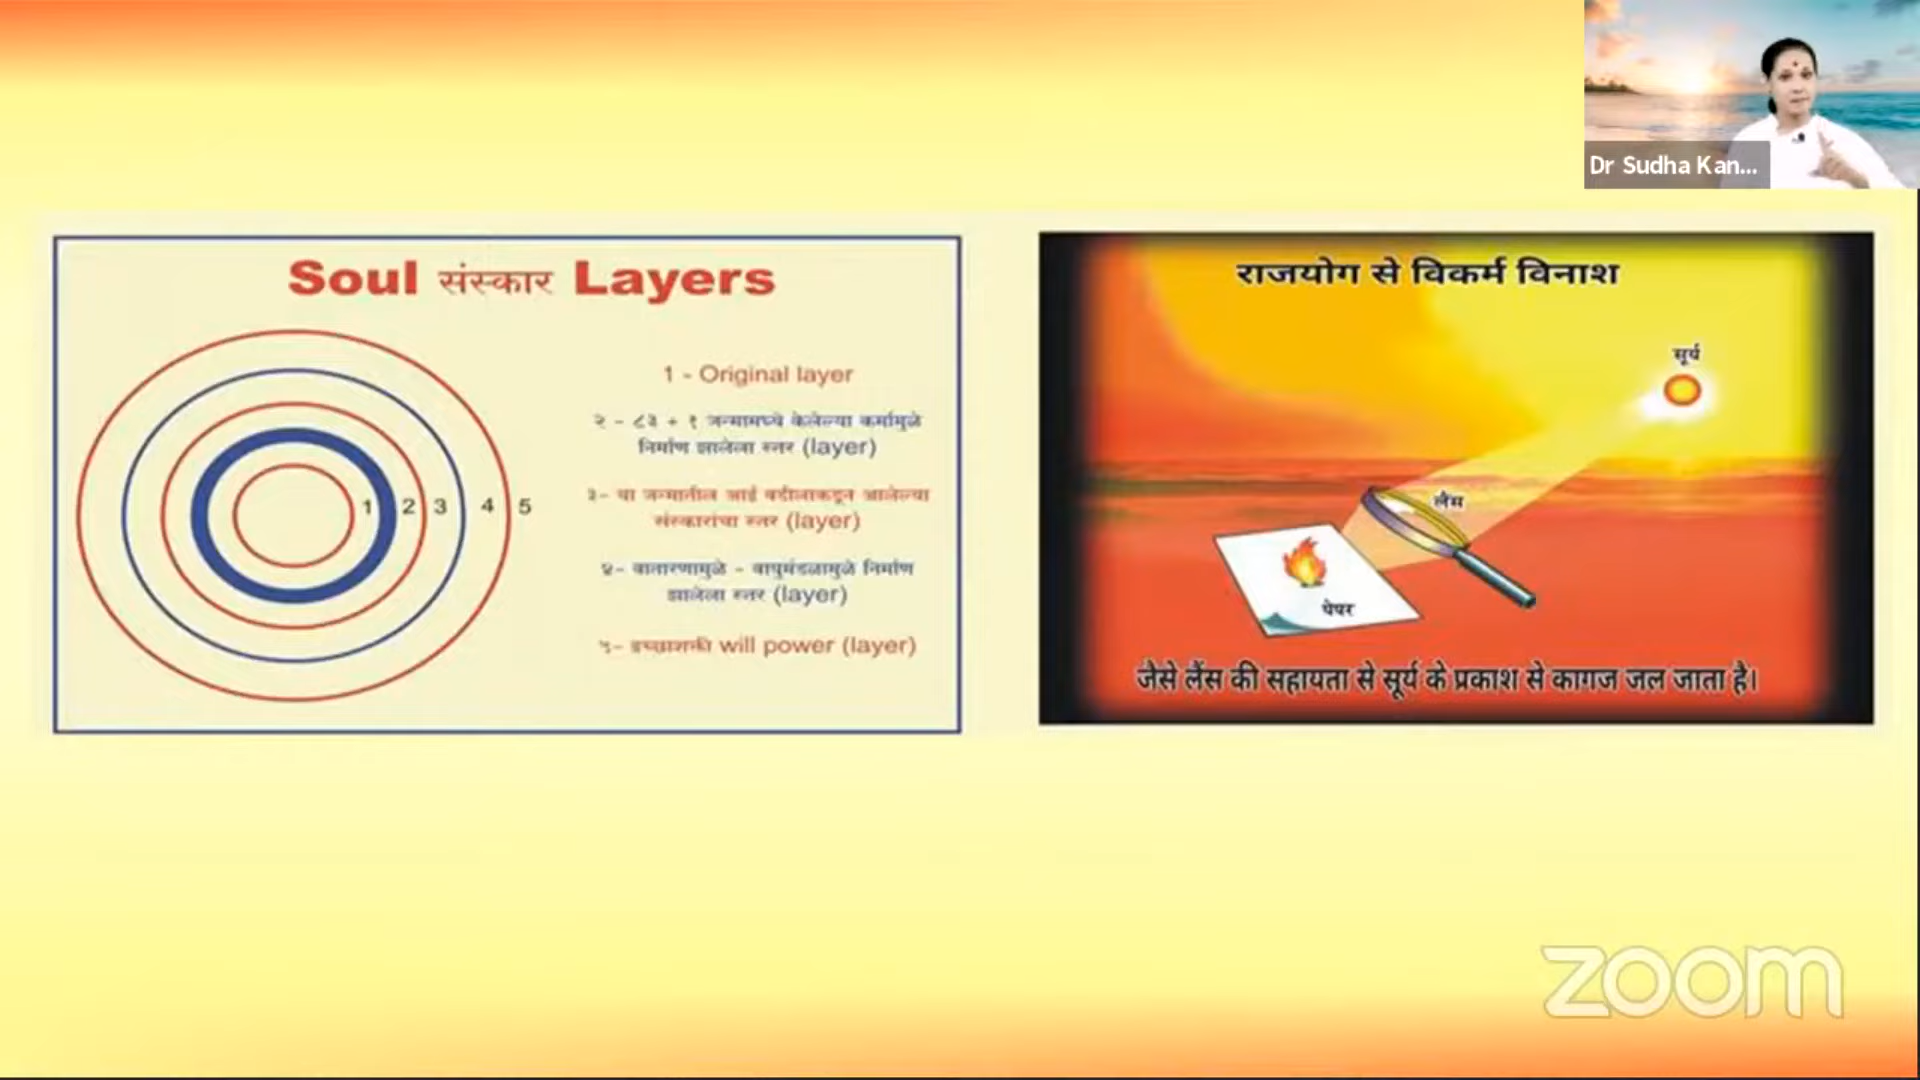 Dr Sudha Kan...
Soul संस्कार Layers
1 - Original layer
२ - ८३ + १ जन्मामध्ये केलेल्या कर्मामुळे
निर्माण झालेला स्तर (layer)
३- या जन्मातील आई वडीलाकडून आलेल्या
संस्कारांचा स्तर (layer)
४- वातारणामुळे - वायुमंडळामुळे निर्माण
झालेला स्तर (layer)
५- इच्छाशक्ती will power (layer)
1 2 3 4 5
राजयोग से विकर्म विनाश
सूर्य
लैंस
पेपर
जैसे लैंस की सहायता से सूर्य के प्रकाश से कागज जल जाता है।
zoom